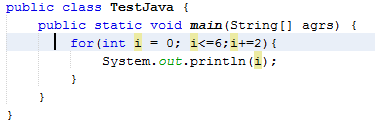 public class TestJava {
    public static void main(String[] agrs) {
        for(int i = 0; i<=6;i+=2){
            System.out.println(i);
        }
    }
}